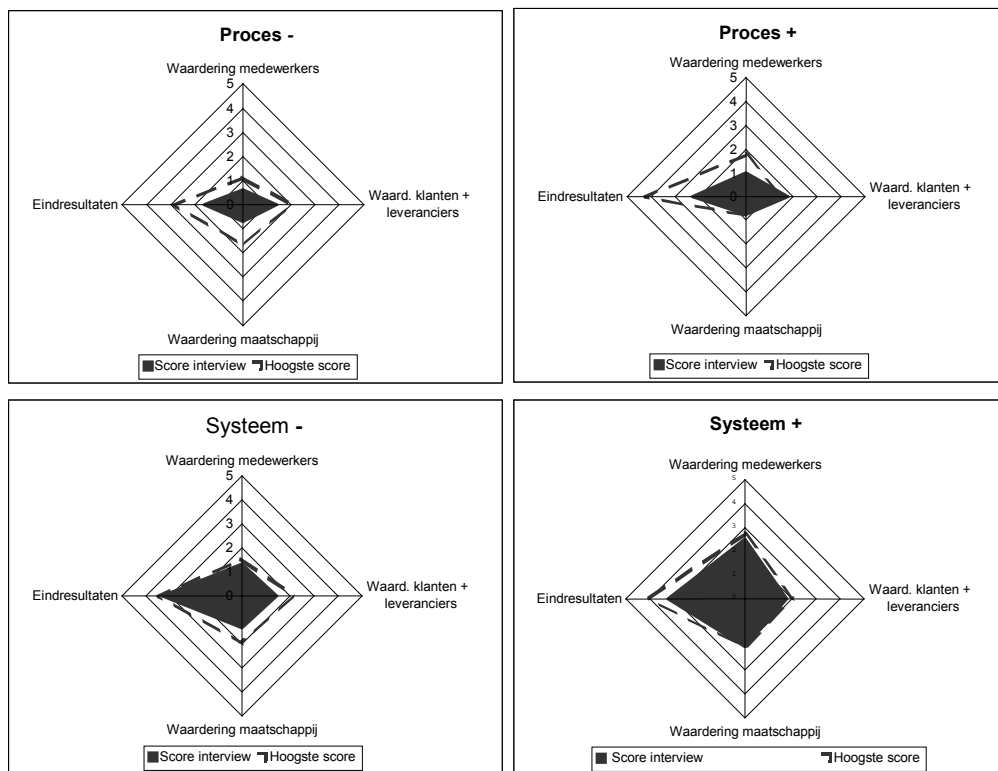 Proces -
Waardering medewerkers
5
4
3
2
1
0
Eindresultaten
Waard. klanten +
leveranciers
Waardering maatschappij
Score interview Hoogste score
Proces +
Waardering medewerkers
5
4
3
2
1
0
Eindresultaten
Waard. klanten +
leveranciers
Waardering maatschappij
Score interview Hoogste score
Systeem -
Waardering medewerkers
5
4
3
2
1
0
Eindresultaten
Waard. klanten +
leveranciers
Waardering maatschappij
Score interview Hoogste score
Systeem +
Waardering medewerkers
5
4
3
2
1
0
Eindresultaten
Waard. klanten +
leveranciers
Waardering maatschappij
Score interview Hoogste score